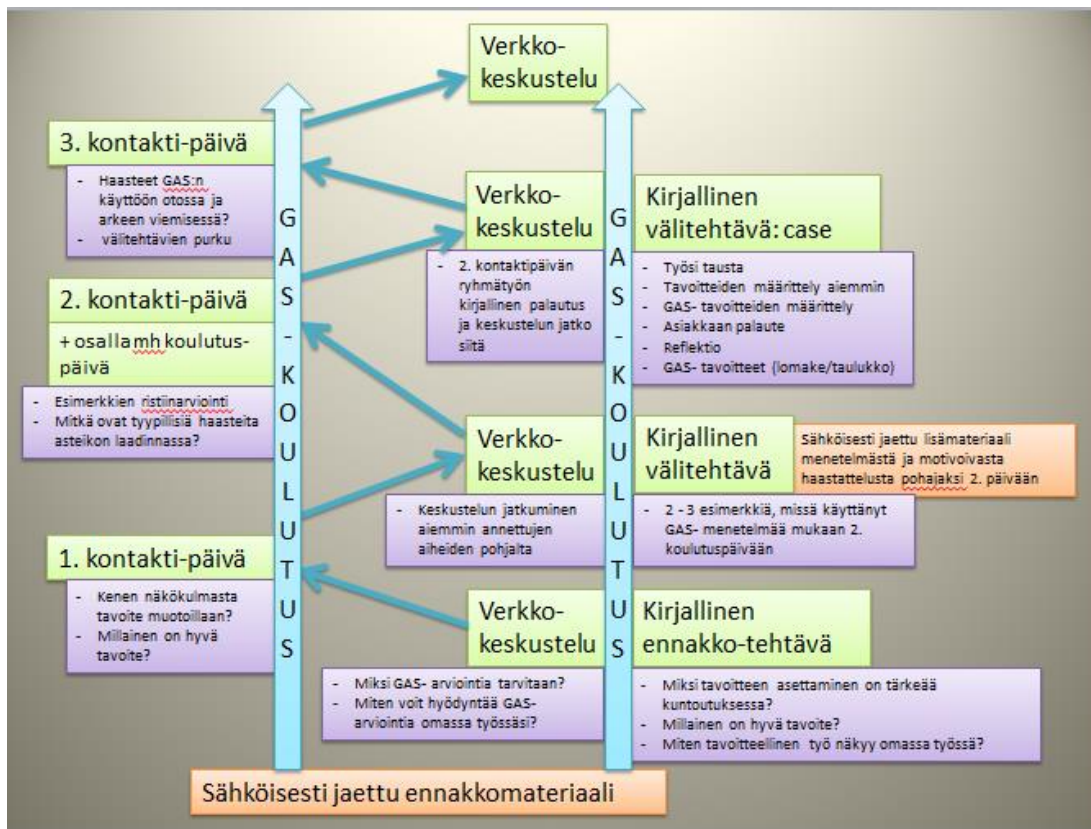 Verkko-
keskustelu
3. kontakti-päivä
- Haasteet GAS:n
käyttöön otossa ja
arkeen viemisessä?
- välitehtävien purku
Verkko-
keskustelu
- 2. kontaktipäivän
ryhmätyön
kirjallinen palautus
ja keskustelun jatko
siitä
Kirjallinen
välitehtävä: case
- Työsi tausta
- Tavoitteiden määrittely aiemmin
- GAS- tavoitteiden määrittely
- Asiakkaan palaute
- Reflektio
- GAS- tavoitteet (lomake/taulukko)
2. kontakti-päivä
+ osalla mh koulutus-
päivä
- Esimerkkien ristiinarviointi
- Mitkä ovat tyypillisiä haasteita
asteikon laadinnassa?
Verkko-
keskustelu
- Keskustelun jatkuminen
aiemmin annettujen
aiheiden pohjalta
Kirjallinen
välitehtävä
- 2 - 3 esimerkkiä, missä käyttänyt
GAS- menetelmää mukaan 2.
koulutuspäivään
Sähköisesti jaettu lisämateriaali
menetelmästä ja motivoivasta
haastattelusta pohajaksi 2. päivään
1. kontakti-päivä
- Kenen näkökulmasta
tavoite muotoillaan?
- Millainen on hyvä
tavoite?
Verkko-
keskustelu
- Miksi GAS- arviointia tarvitaan?
- Miten voit hyödyntää GAS-
arviointia omassa työssäsi?
Kirjallinen
ennakko-tehtävä
- Miksi tavoitteen asettaminen on tärkeää
kuntoutuksessa?
- Millainen on hyvä tavoite?
- Miten tavoitteellinen työ näkyy omassa työssä?
GAS-KOULUTUS
GAS-KOULUTUS
Sähköisesti jaettu ennakkomateriaali